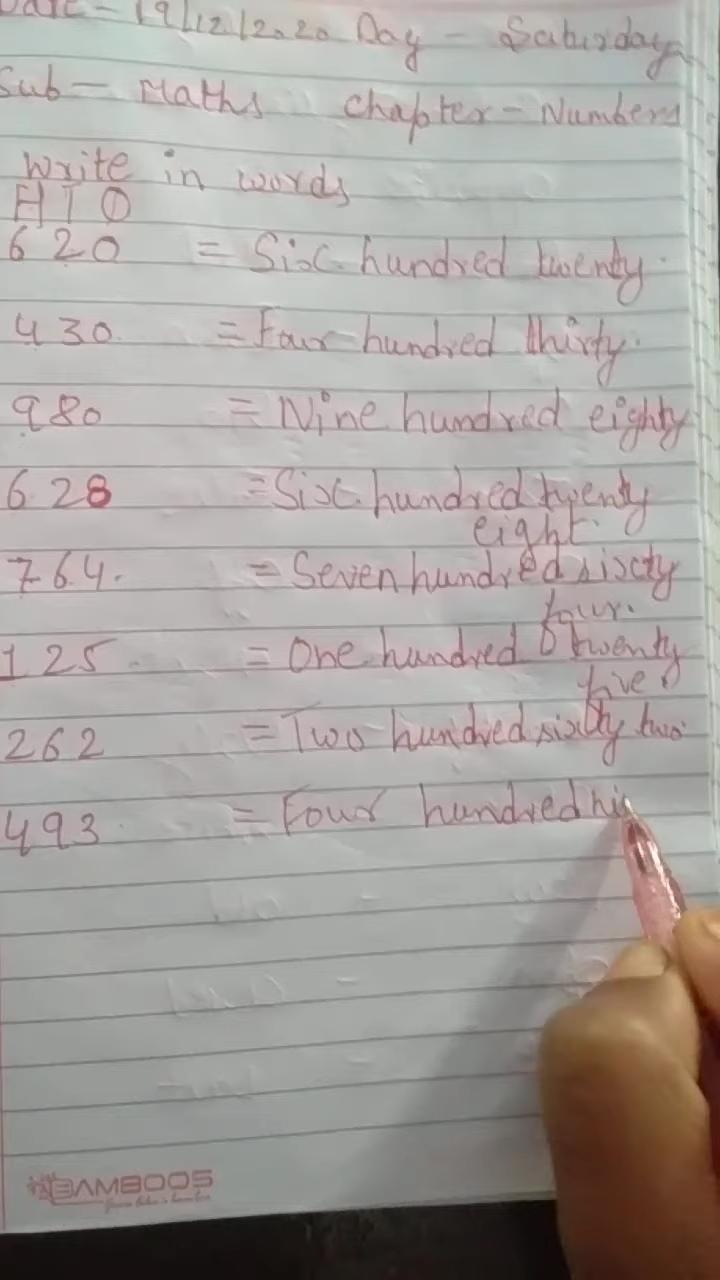 Date - 19/12/2020 Day - Saturday
Sub - Maths Chapter - Numbers
Write in words
H T O
620 = Six hundred twenty.
430 = Four hundred thirty.
980 = Nine hundred eighty
628 = Six hundred twenty
eight.
764. = Seven hundred sixty
four.
125 = One hundred twenty
five.
262 = Two hundred sixty two.
493 = Four hundred ni
BAMBOOS